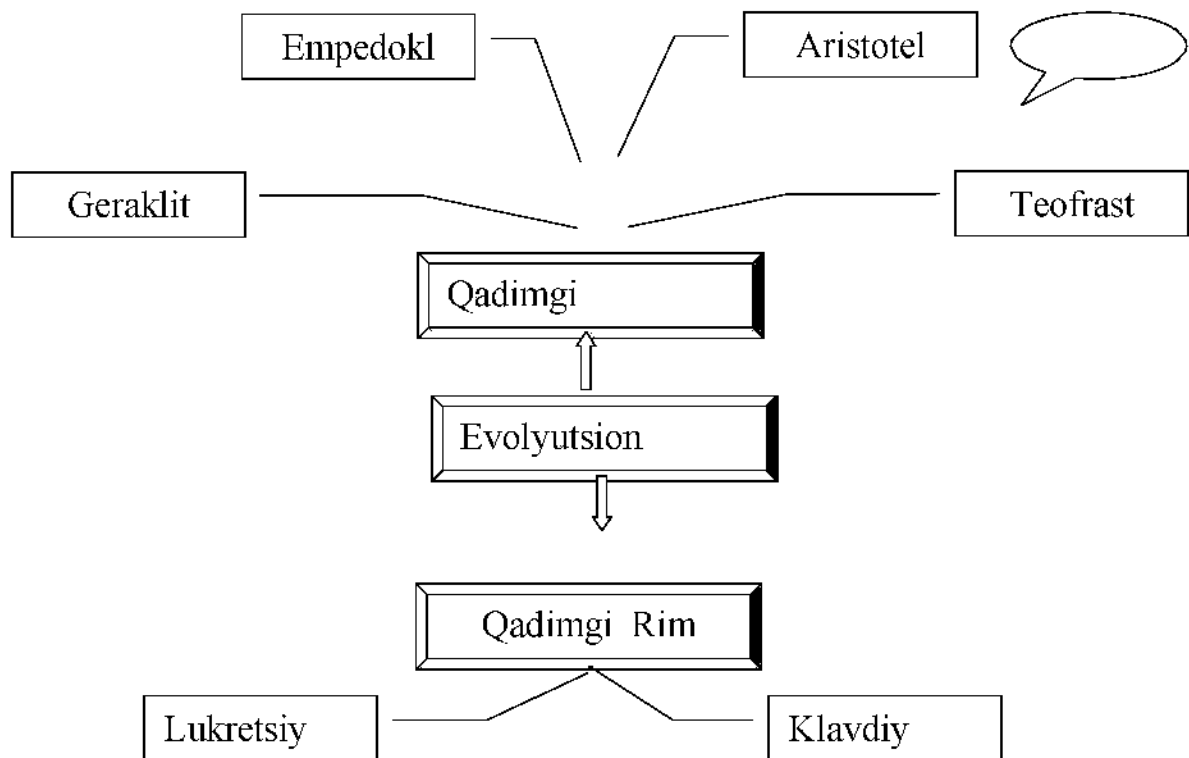 Empedokl
Aristotel
Geraklit
Teofrast
Qadimgi
Evolyutsion
Qadimgi Rim
Lukretsiy
Klavdiy